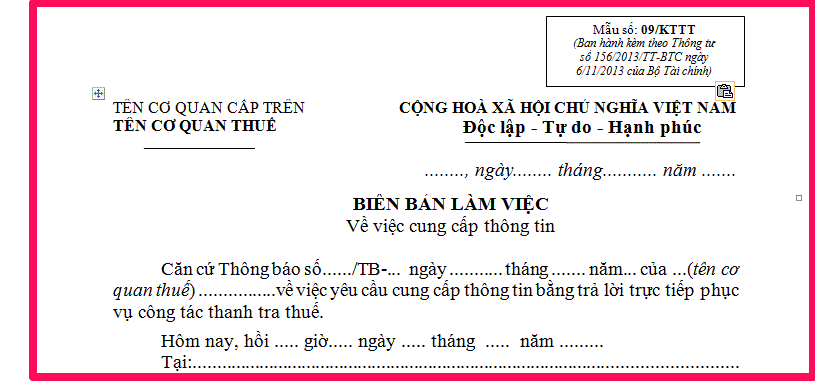 Mẫu số: 09/KTTT
(Ban hành kèm theo Thông tư
số 156/2013/TT-BTC ngày
6/11/2013 của Bộ Tài chính)
TÊN CƠ QUAN CẤP TRÊN
TÊN CƠ QUAN THUẾ
CỘNG HOÀ XÃ HỘI CHỦ NGHĨA VIỆT NAM
Độc lập - Tự do - Hạnh phúc
........, ngày........ tháng........... năm .......
BIÊN BẢN LÀM VIỆC
Về việc cung cấp thông tin
Căn cứ Thông báo số....../TB-... ngày ........... tháng ....... năm... của ...(tên cơ
quan thuế) ................về việc yêu cầu cung cấp thông tin bằng trả lời trực tiếp phục
vụ công tác thanh tra thuế.
Hôm nay, hồi ..... giờ..... ngày ..... tháng ..... năm .........
Tại:....................................................................................................